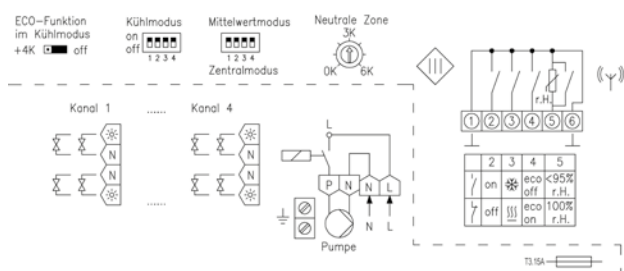 ECO-Funktion
im Kühlmodus
+4K off
Kühlmodus
on
off
1 2 3 4
Mittelwertmodus
1 2 3 4
Zentralmodus
Neutrale Zone
3K
0K 6K
Kanal 1 ...... Kanal 4
N
N
......
N
N
L
P N N L
N L
Pumpe
r.H.
1 2 3 4 5 6
2 3 4 5
on eco off <95% r.H.
off eco on 100% r.H.
T3,15A